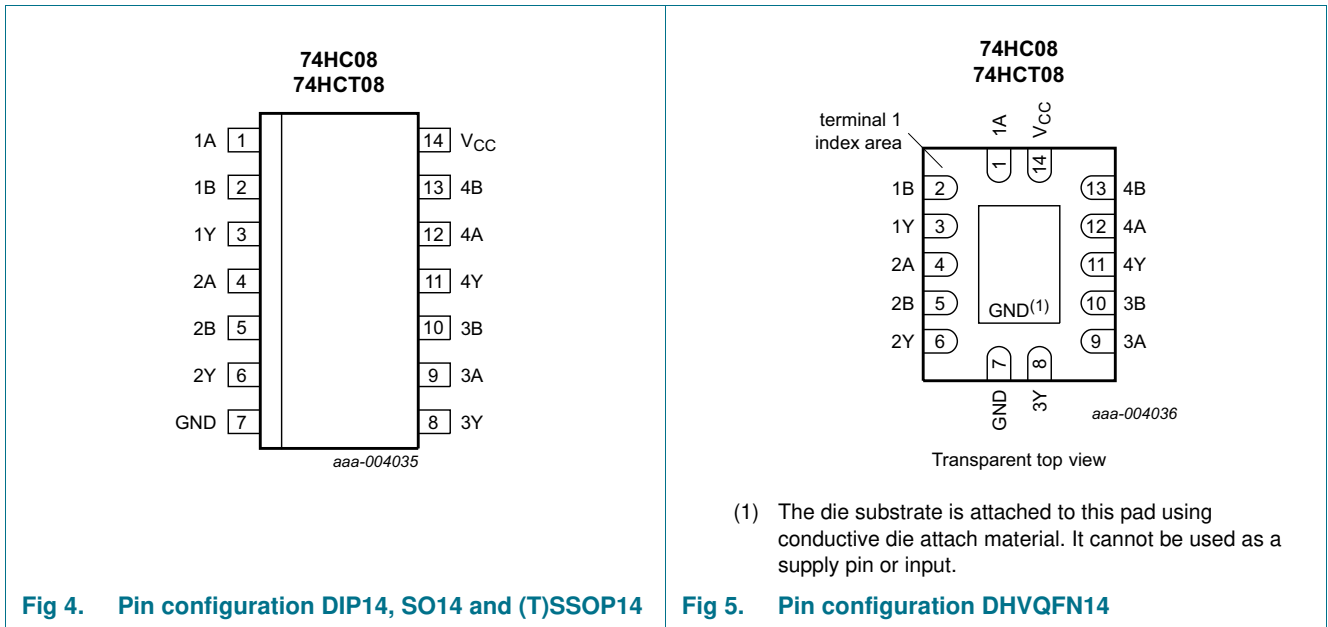 74HC08
74HCT08
1A 1 14 VCC
1B 2 13 4B
1Y 3 12 4A
2A 4 11 4Y
2B 5 10 3B
2Y 6 9 3A
GND 7 8 3Y
aaa-004035
Fig 4. Pin configuration DIP14, SO14 and (T)SSOP14
74HC08
74HCT08
terminal 1
index area
1A VCC
1 14
1B 2 13 4B
1Y 3 12 4A
2A 4 11 4Y
2B 5 10 3B
GND(1)
2Y 6 9 3A
7 8
GND 3Y
aaa-004036
Transparent top view
(1) The die substrate is attached to this pad using
conductive die attach material. It cannot be used as a
supply pin or input.
Fig 5. Pin configuration DHVQFN14